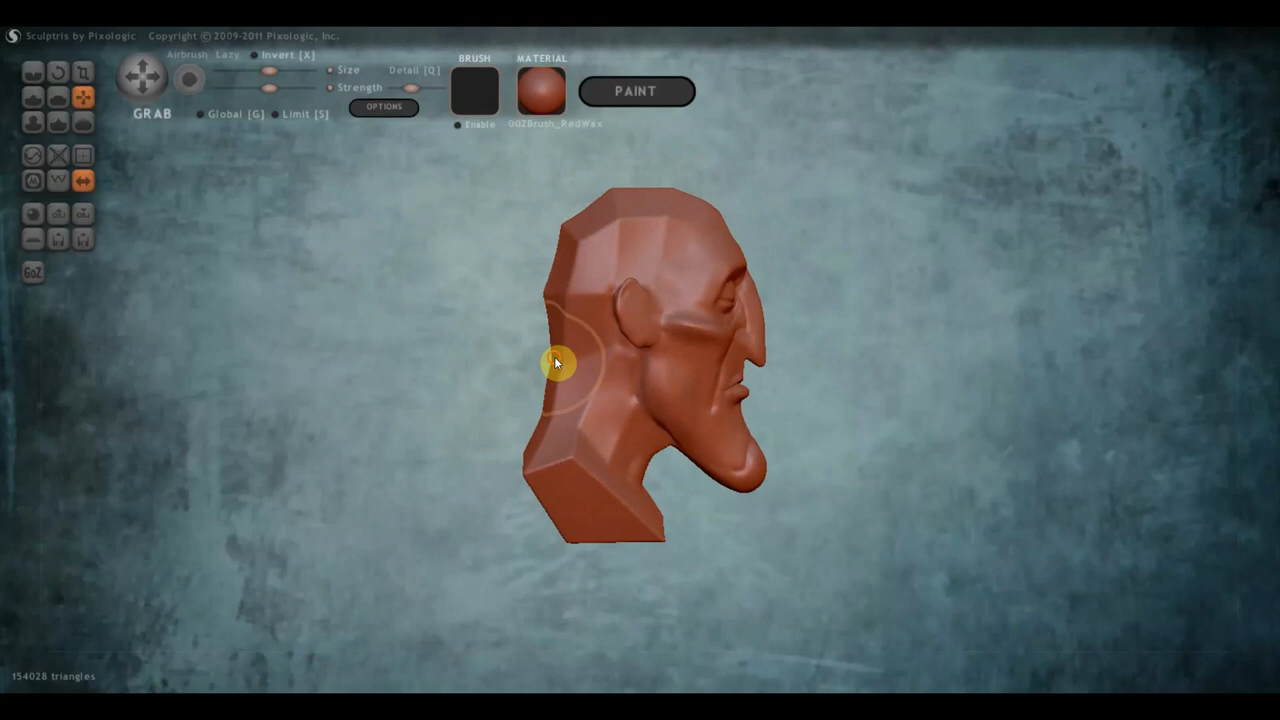 Sculptris by Pixologic Copyright © 2009-2011 Pixologic, Inc.
Airbrush Lazy Invert [X]
Size Detail [Q]
Strength
GRAB Global [G] Limit [S]
OPTIONS
BRUSH
Enable
MATERIAL
00ZBrush_RedWax
PAINT
GoZ
154028 triangles